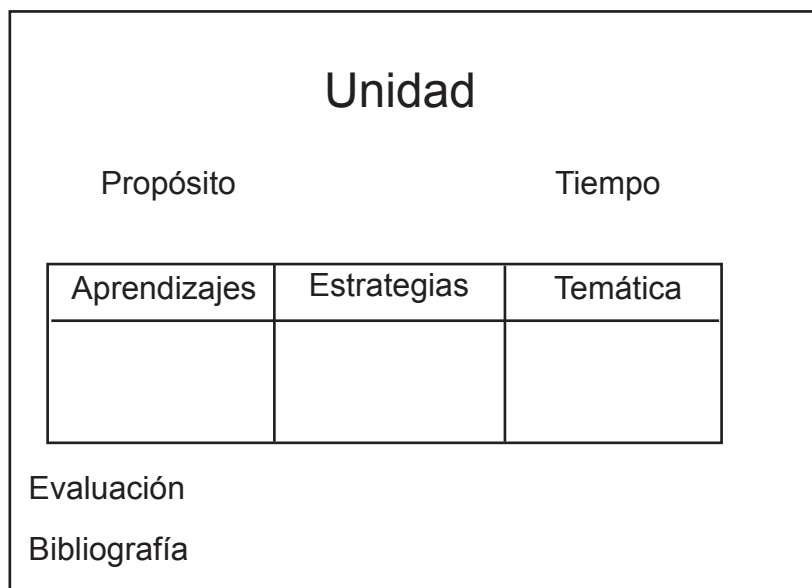 Unidad
Propósito Tiempo
Aprendizajes Estrategias Temática
Evaluación
Bibliografía